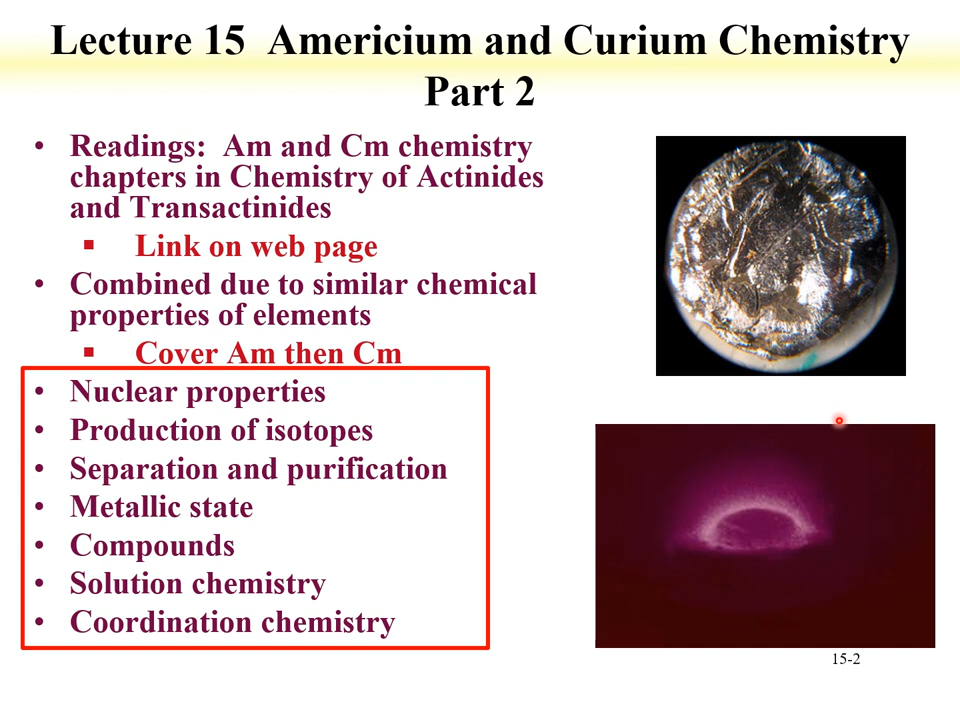 Lecture 15 Americium and Curium Chemistry
Part 2
• Readings: Am and Cm chemistry
chapters in Chemistry of Actinides
and Transactinides
▪ Link on web page
• Combined due to similar chemical
properties of elements
▪ Cover Am then Cm
• Nuclear properties
• Production of isotopes
• Separation and purification
• Metallic state
• Compounds
• Solution chemistry
• Coordination chemistry
15-2